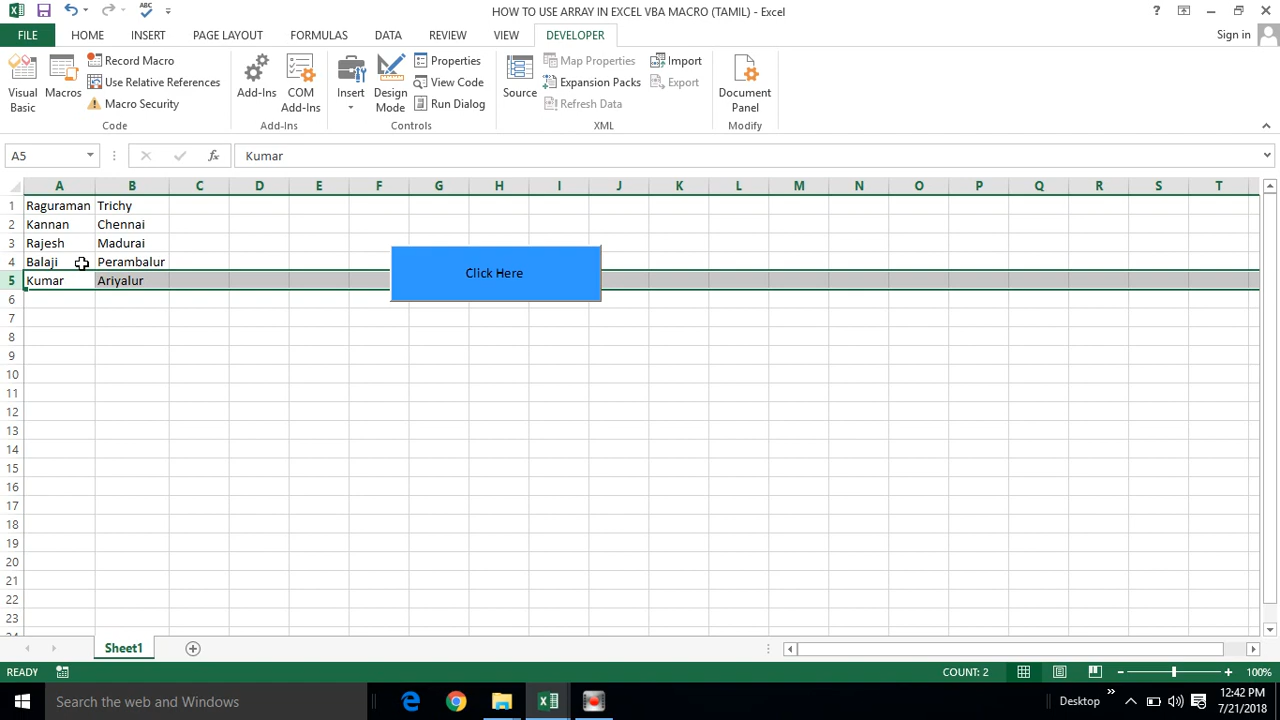 HOW TO USE ARRAY IN EXCEL VBA MACRO (TAMIL) - Excel
FILE HOME INSERT PAGE LAYOUT FORMULAS DATA REVIEW VIEW DEVELOPER Sign in
Visual Basic
Macros
Record Macro
Use Relative References
Macro Security
Code
Add-Ins
COM Add-Ins
Add-Ins
Insert
Design Mode
Properties
View Code
Run Dialog
Controls
Source
Map Properties
Expansion Packs
Refresh Data
Import
Export
XML
Document Panel
Modify
A5 fx Kumar
A B C D E F G H I J K L M N O P Q R S T
1 Raguraman Trichy
2 Kannan Chennai
3 Rajesh Madurai
4 Balaji Perambalur
5 Kumar Ariyalur
Click Here
6
7
8
9
10
11
12
13
14
15
16
17
18
19
20
21
22
23
Sheet1
READY COUNT: 2 100%
Search the web and Windows
Desktop
12:42 PM
7/21/2018